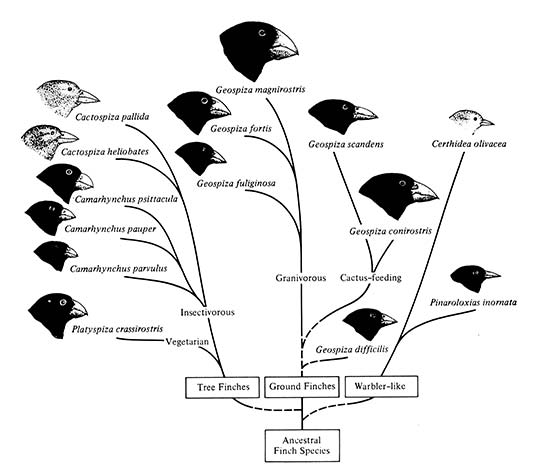 Geospiza magnirostris
Cactospiza pallida
Geospiza fortis
Geospiza scandens
Certhidea olivacea
Cactospiza heliobates
Geospiza fuliginosa
Camarhynchus psittacula
Camarhynchus pauper
Geospiza conirostris
Camarhynchus parvulus
Granivorous
Cactus-feeding
Pinaroloxias inornata
Insectivorous
Platyspiza crassirostris
Vegetarian
Geospiza difficilis
Tree Finches
Ground Finches
Warbler-like
Ancestral
Finch Species